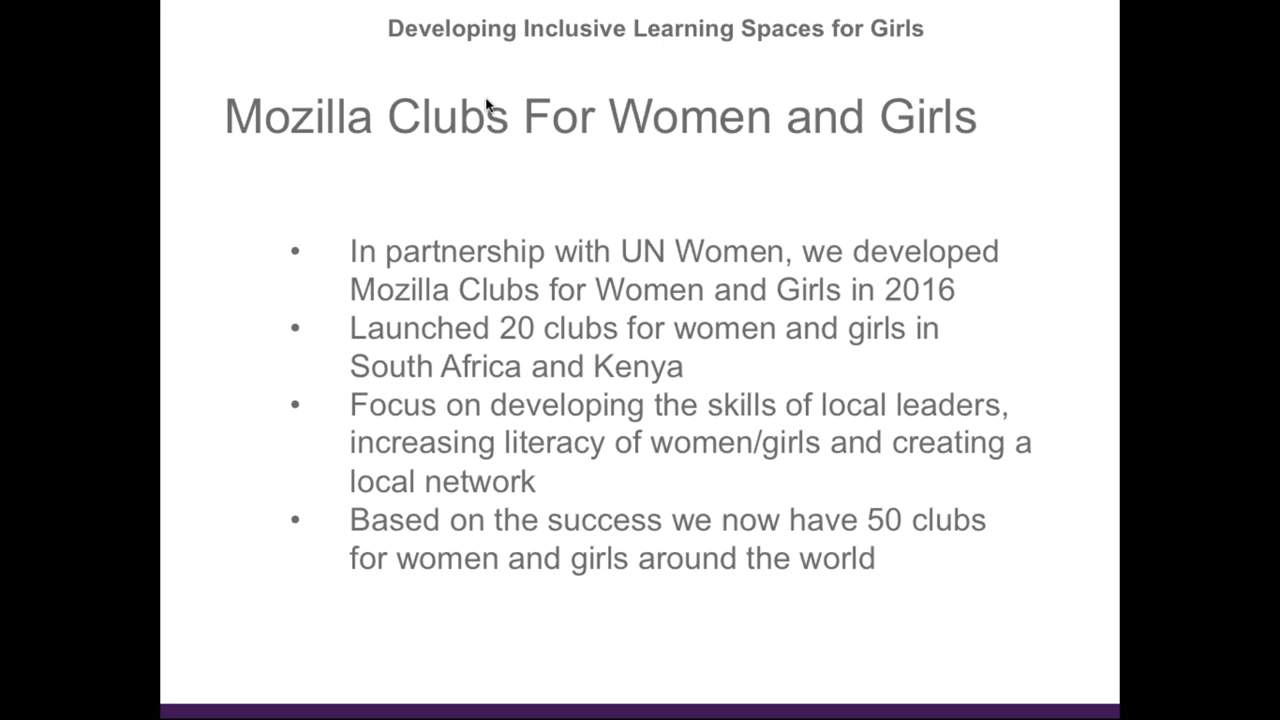 Developing Inclusive Learning Spaces for Girls
Mozilla Clubs For Women and Girls
• In partnership with UN Women, we developed
Mozilla Clubs for Women and Girls in 2016
• Launched 20 clubs for women and girls in
South Africa and Kenya
• Focus on developing the skills of local leaders,
increasing literacy of women/girls and creating a
local network
• Based on the success we now have 50 clubs
for women and girls around the world